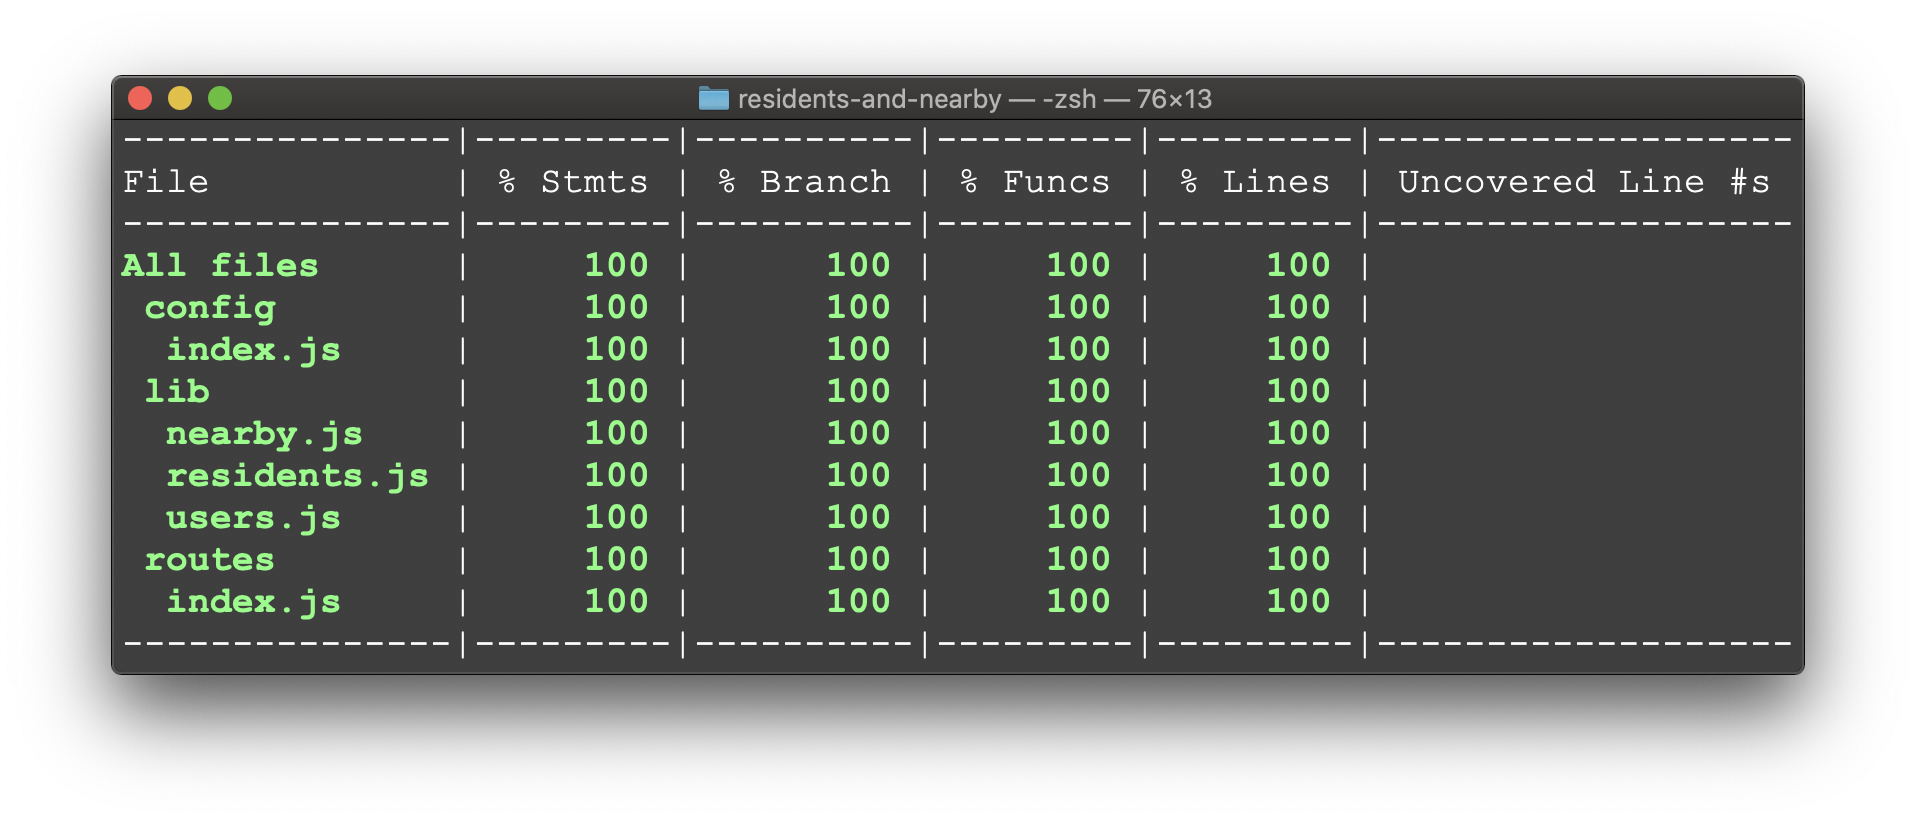 residents-and-nearby — -zsh — 76×13
---------------|---------|----------|---------|---------|-------------------
File           | % Stmts | % Branch | % Funcs | % Lines | Uncovered Line #s
---------------|---------|----------|---------|---------|-------------------
All files      |     100 |      100 |     100 |     100 |
 config        |     100 |      100 |     100 |     100 |
  index.js     |     100 |      100 |     100 |     100 |
 lib           |     100 |      100 |     100 |     100 |
  nearby.js    |     100 |      100 |     100 |     100 |
  residents.js |     100 |      100 |     100 |     100 |
  users.js     |     100 |      100 |     100 |     100 |
 routes        |     100 |      100 |     100 |     100 |
  index.js     |     100 |      100 |     100 |     100 |
---------------|---------|----------|---------|---------|-------------------